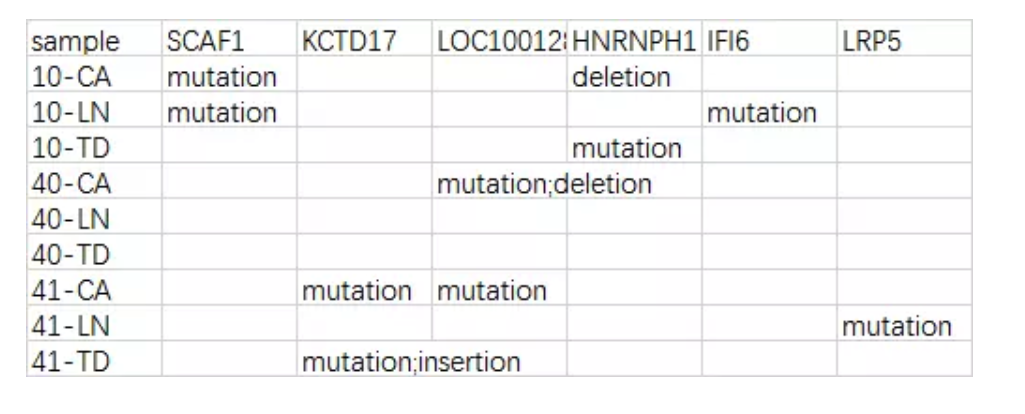 sample SCAF1 KCTD17 LOC10012 HNRNPH1 IFI6 LRP5
10-CA mutation deletion
10-LN mutation mutation
10-TD mutation
40-CA mutation;deletion
40-LN
40-TD
41-CA mutation mutation
41-LN mutation
41-TD mutation;insertion